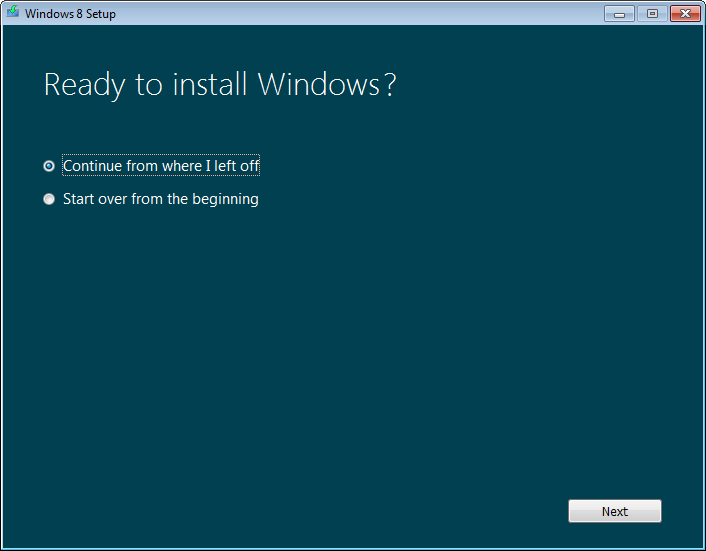 Windows 8 Setup
Ready to install Windows?
Continue from where I left off
Start over from the beginning
Next